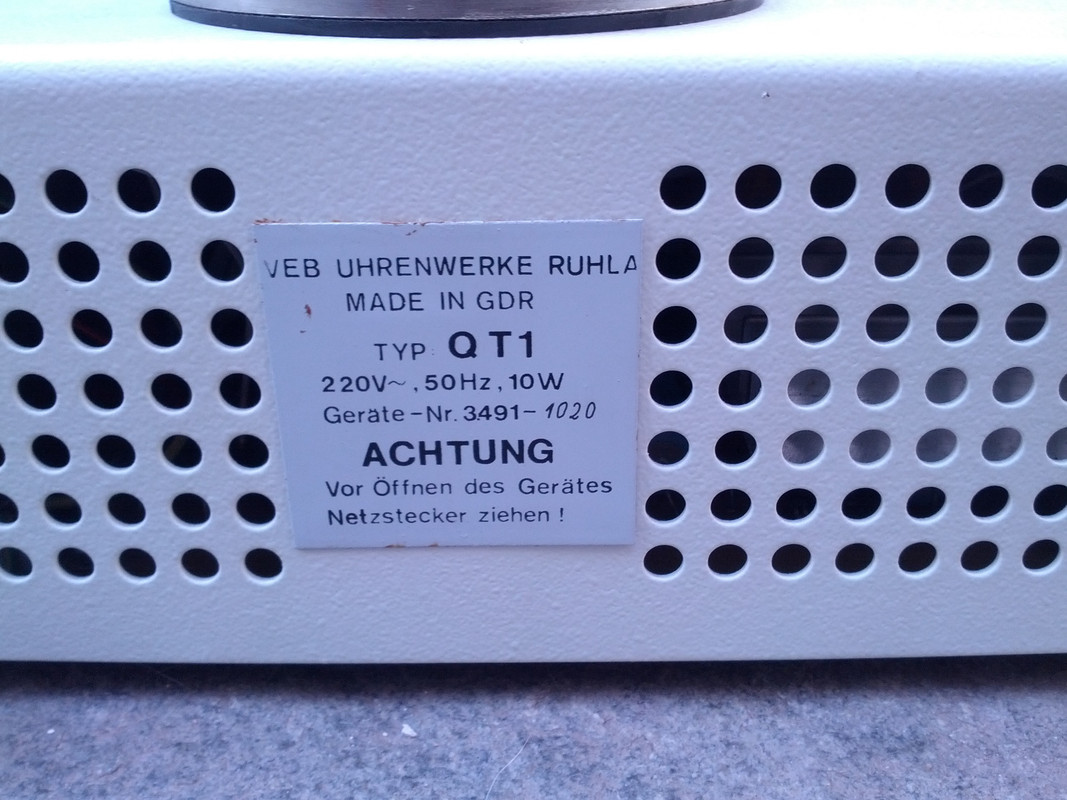 VEB UHRENWERKE RUHLA
MADE IN GDR
TYP QT1
220V~, 50Hz, 10W
Geräte-Nr. 3491-1020
ACHTUNG
Vor Öffnen des Gerätes
Netzstecker ziehen!